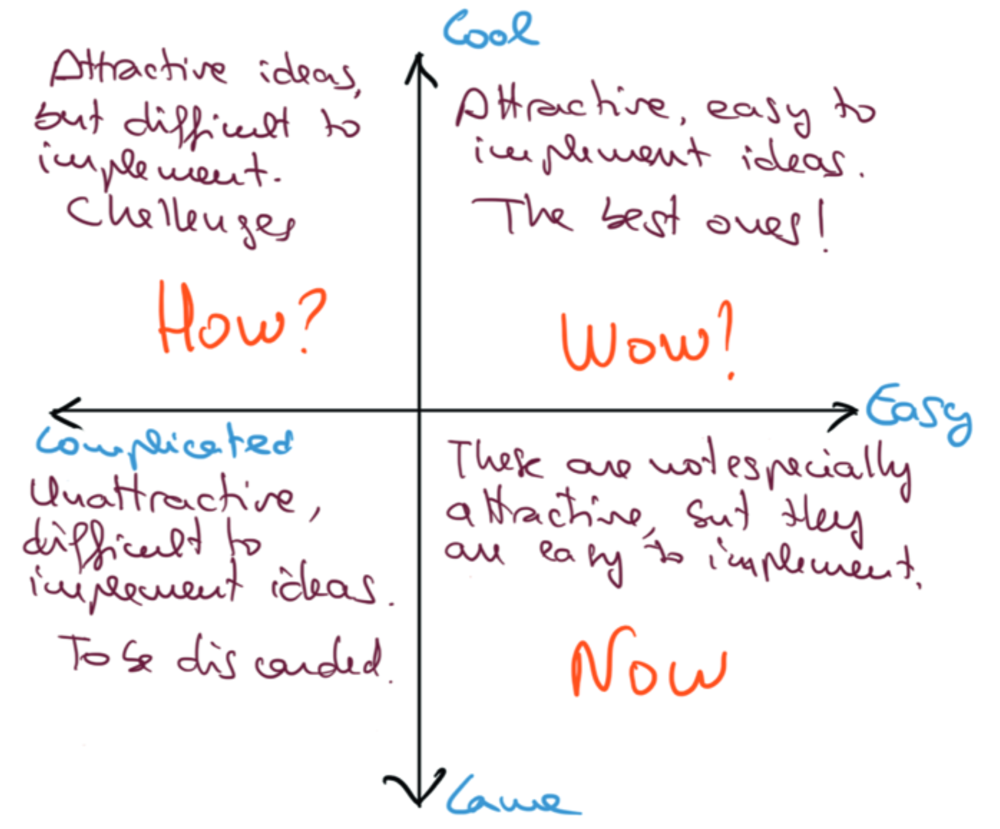 Cool
Attractive ideas,
but difficult to
implement.
Challenges
How?
Attractive, easy to
implement ideas.
The best ones!
Wow?
Easy
Complicated
Unattractive,
difficult to
implement ideas.
To be discarded.
These are not especially
attractive, but they
are easy to implement.
Now
Lame